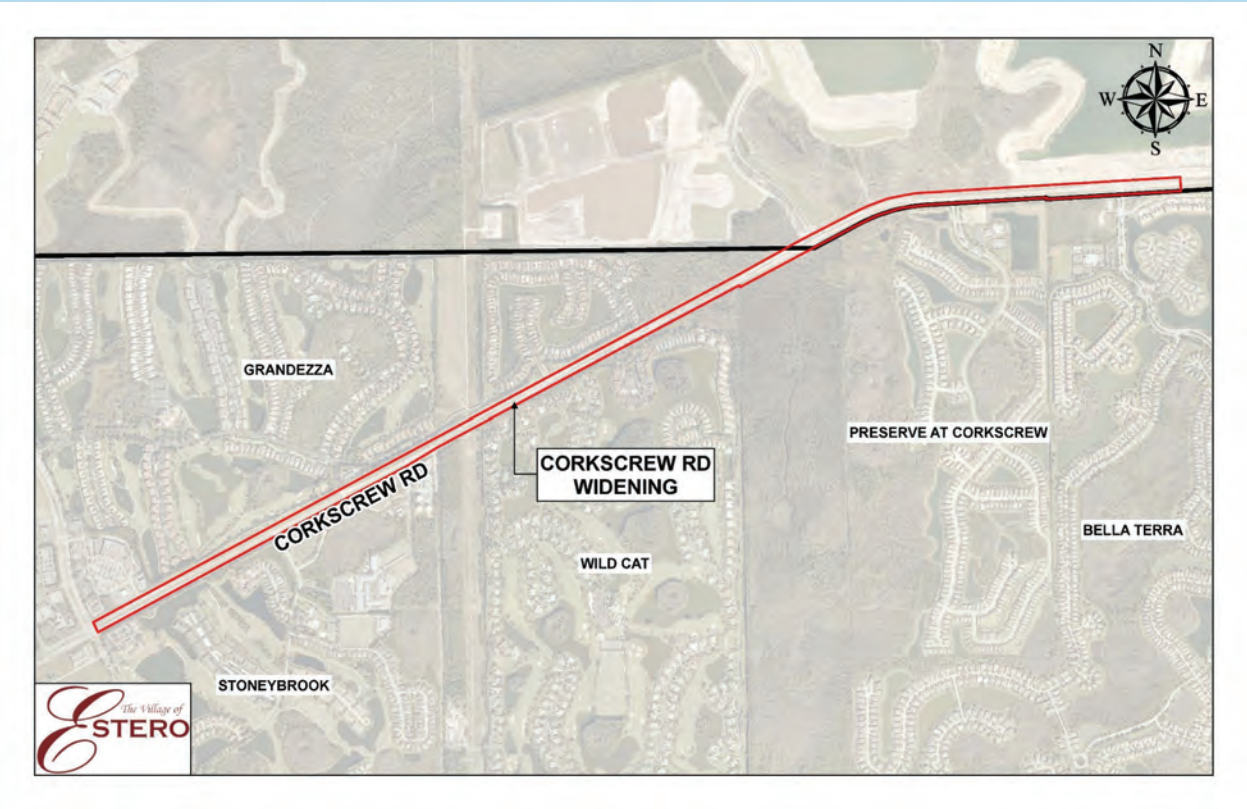 N
W E
S
GRANDEZZA
PRESERVE AT CORKSCREW
CORKSCREW RD
WIDENING
CORKSCREW RD
BELLA TERRA
WILD CAT
STONEYBROOK
The Village of
ESTERO